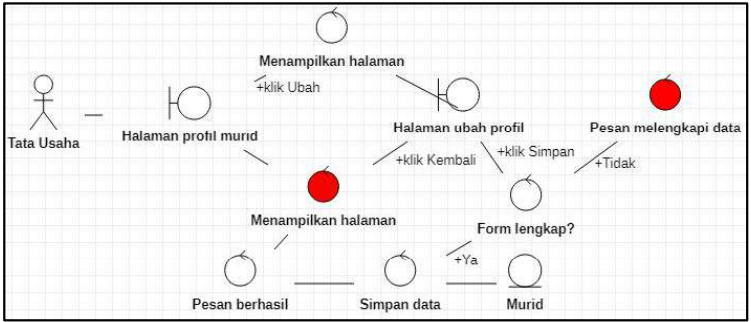 Menampilkan halaman
+klik Ubah
Tata Usaha
Halaman profil murid
Halaman ubah profil
Pesan melengkapi data
+klik Kembali
+klik Simpan
+Tidak
Menampilkan halaman
Form lengkap?
+Ya
Pesan berhasil
Simpan data
Murid